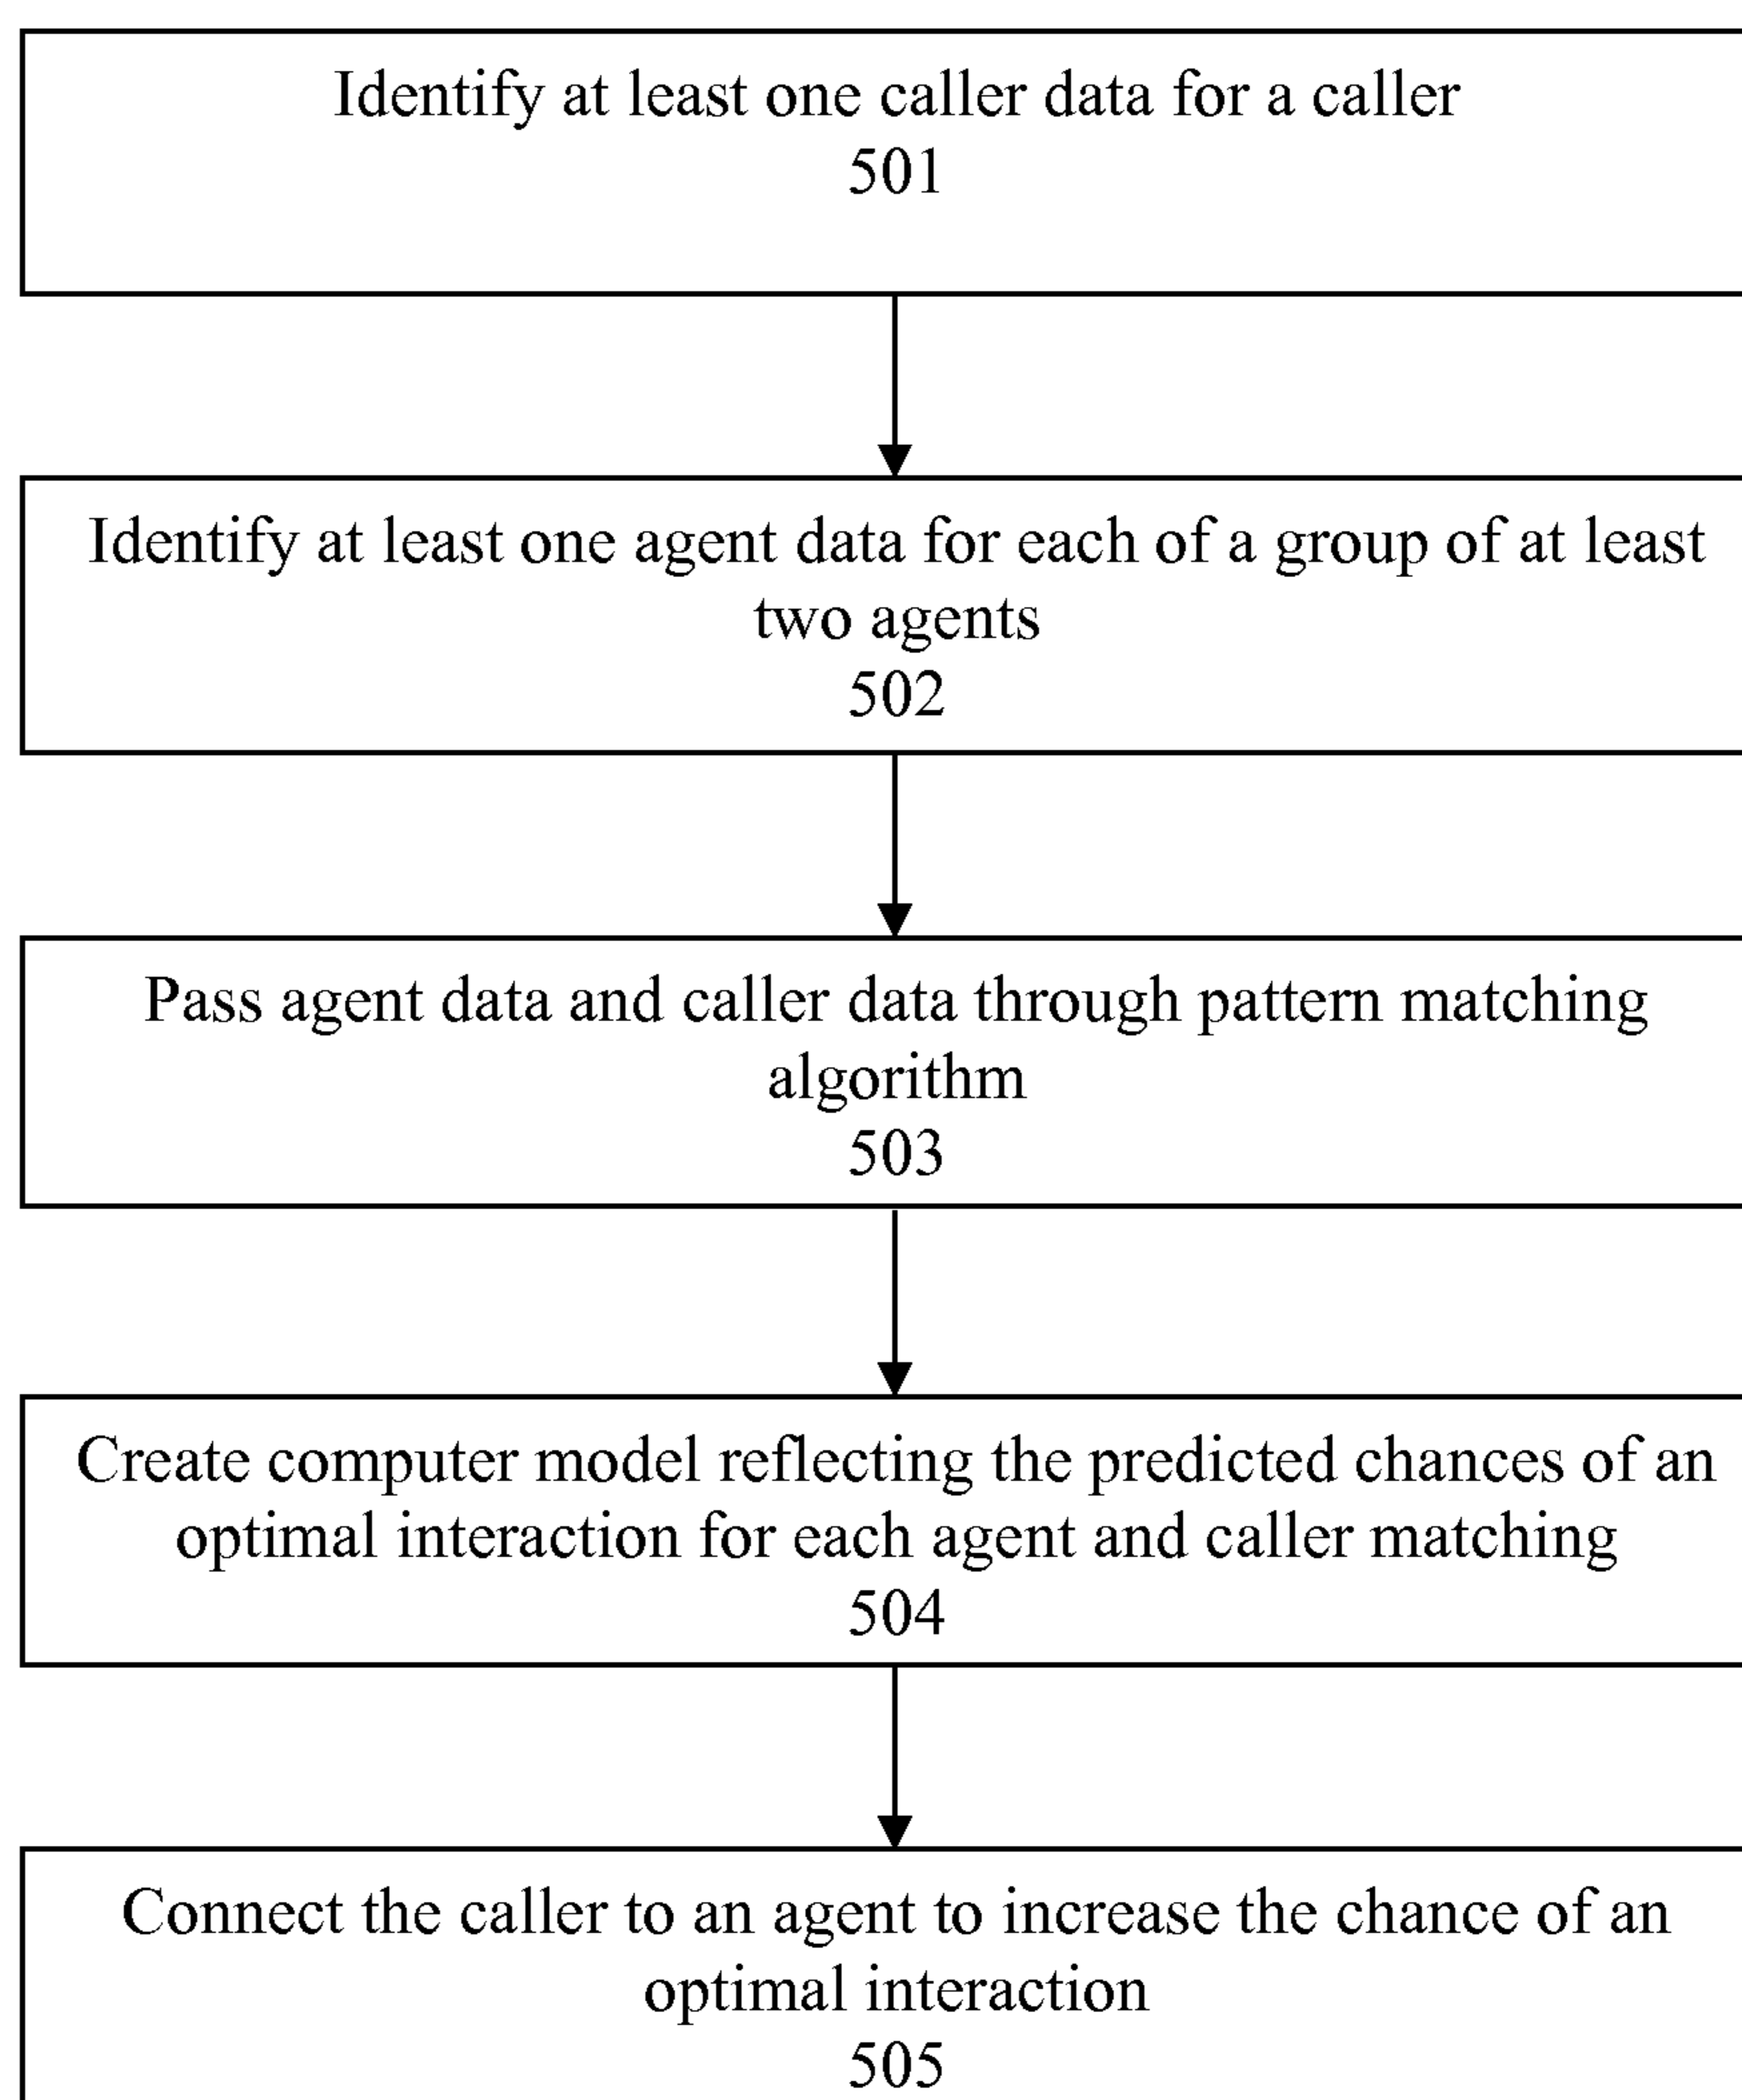 Identify at least one caller data for a caller
501
Identify at least one agent data for each of a group of at least
two agents
502
Pass agent data and caller data through pattern matching
algorithm
503
Create computer model reflecting the predicted chances of an
optimal interaction for each agent and caller matching
504
Connect the caller to an agent to increase the chance of an
optimal interaction
505